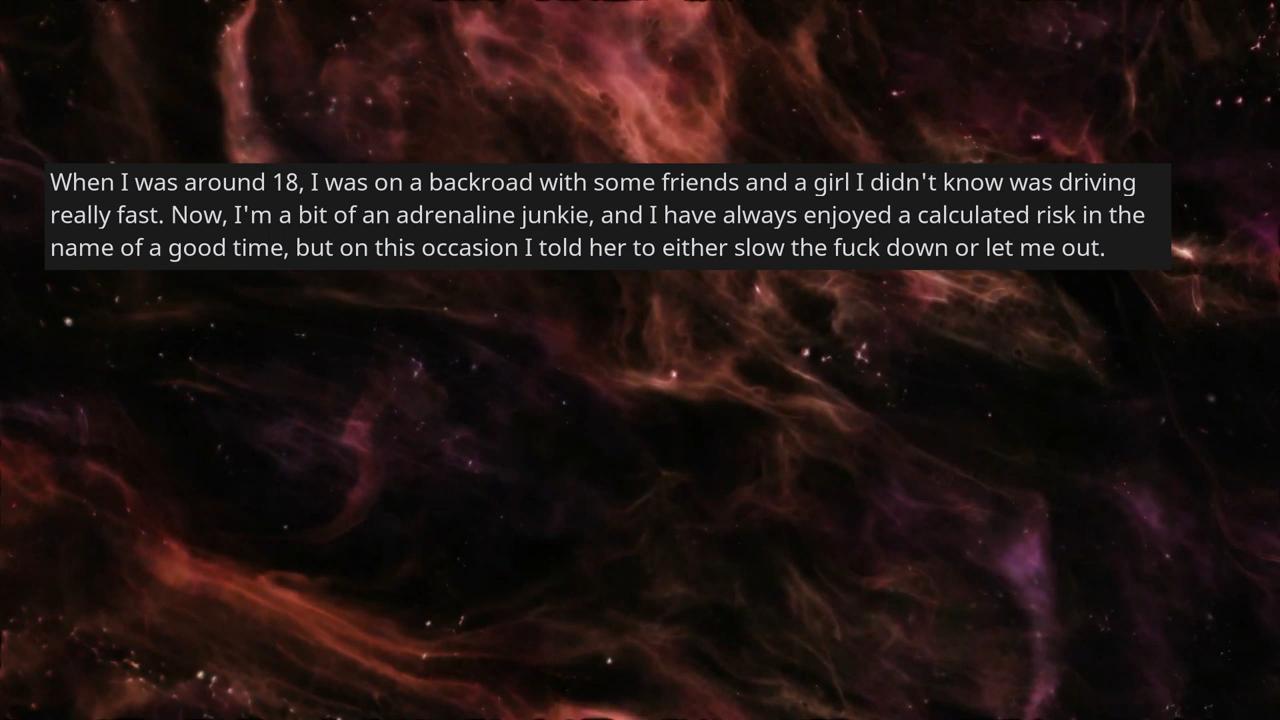 When I was around 18, I was on a backroad with some friends and a girl I didn't know was driving
really fast. Now, I'm a bit of an adrenaline junkie, and I have always enjoyed a calculated risk in the
name of a good time, but on this occasion I told her to either slow the fuck down or let me out.